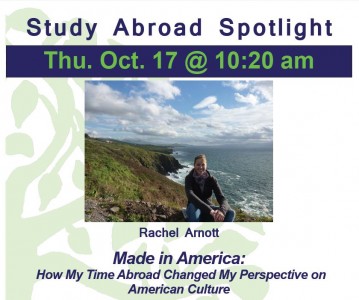 Study Abroad Spotlight
Thu. Oct. 17 @ 10:20 am
Rachel Arnott
Made in America:
How My Time Abroad Changed My Perspective on
American Culture